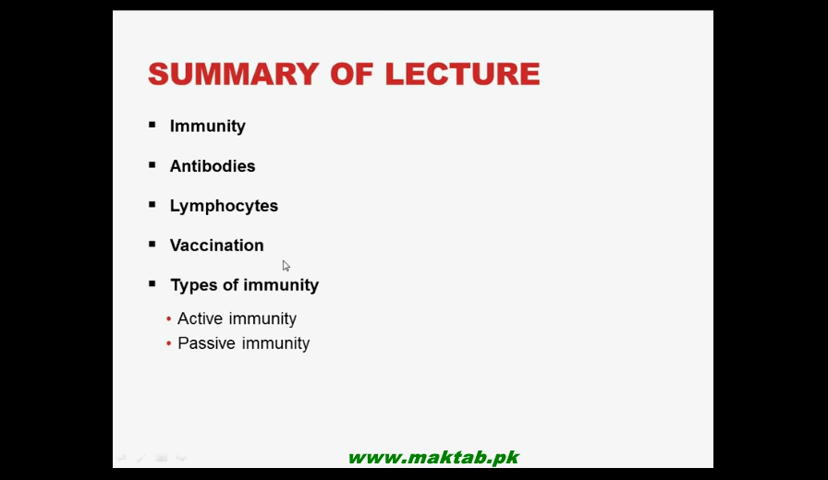 SUMMARY OF LECTURE
▪ Immunity
▪ Antibodies
▪ Lymphocytes
▪ Vaccination
▪ Types of immunity
• Active immunity
• Passive immunity
www.maktab.pk